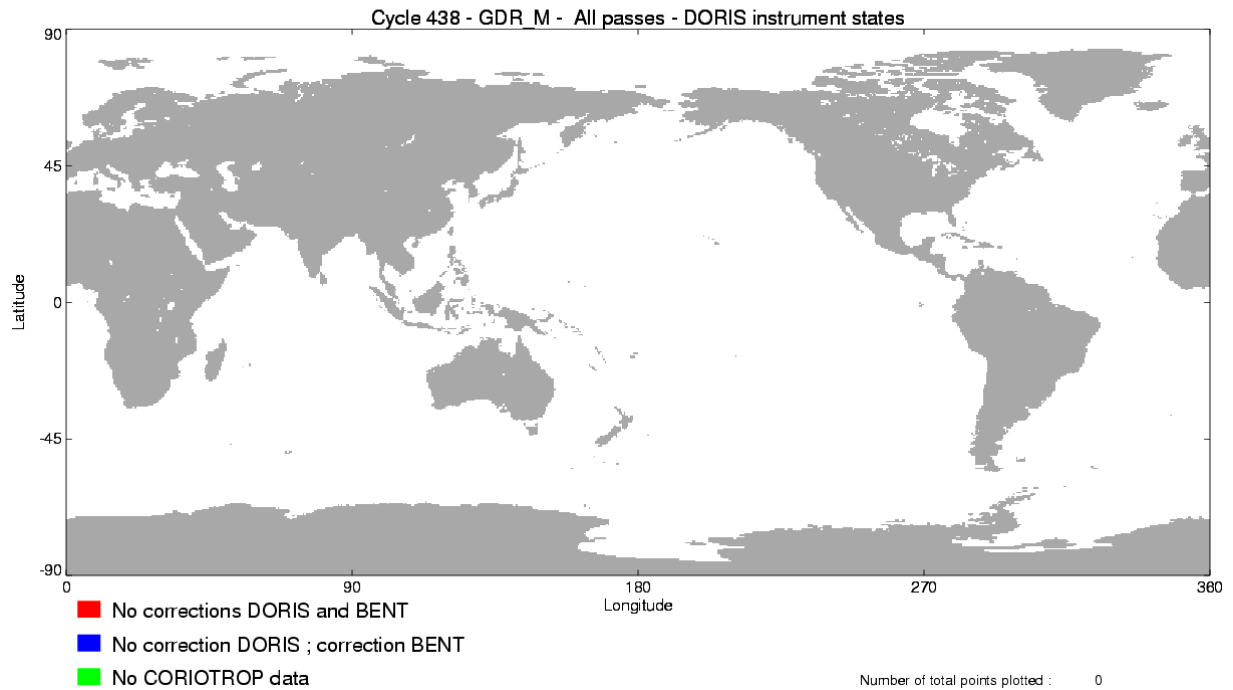 Cycle 438 - GDR_M - All passes - DORIS instrument states
90
45
0
-45
-90
Latitude
0 90 180 270 360
Longitude
No corrections DORIS and BENT
No correction DORIS ; correction BENT
No CORIOTROP data
Number of total points plotted : 0